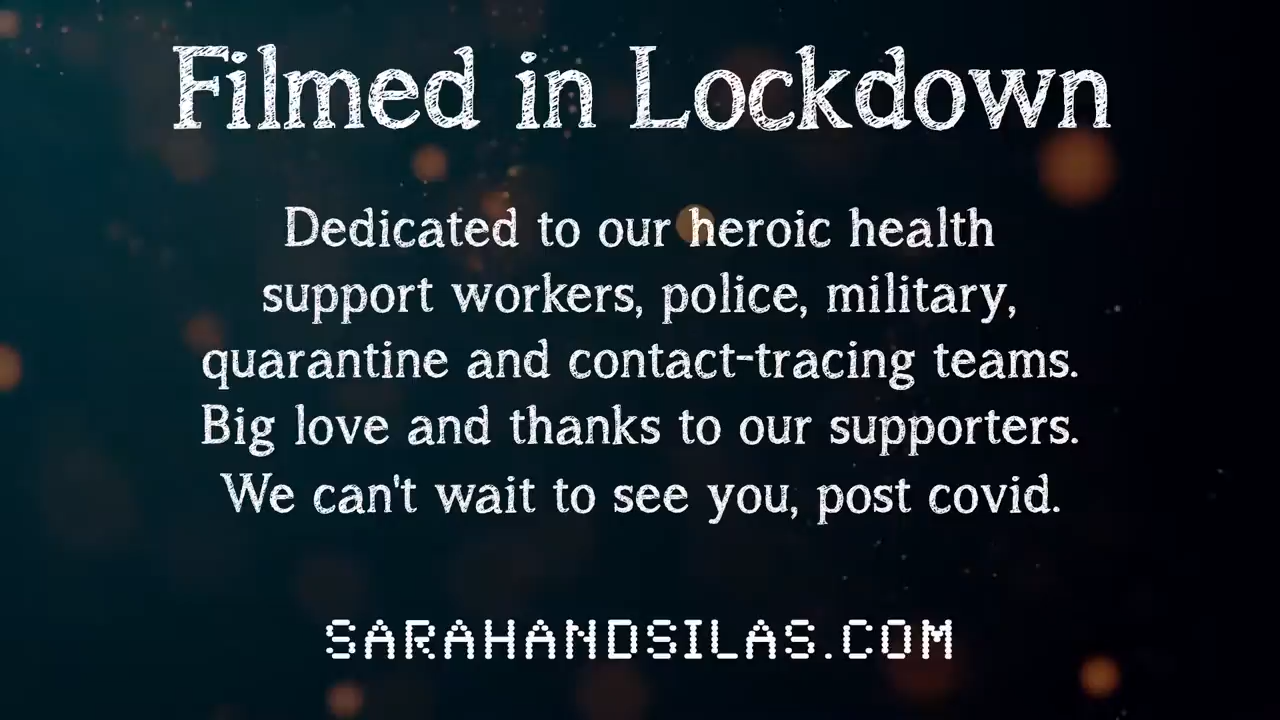 Filmed in Lockdown
Dedicated to our heroic health
support workers, police, military,
quarantine and contact-tracing teams.
Big love and thanks to our supporters.
We can't wait to see you, post covid.
SARAHANDSILAS.COM